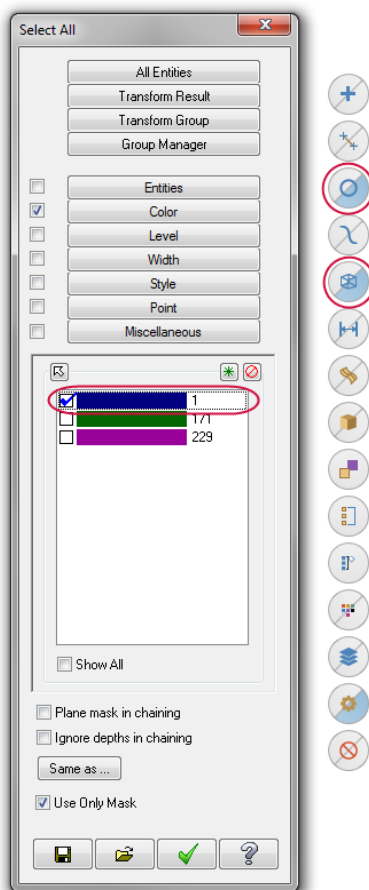 Select All
All Entities
Transform Result
Transform Group
Group Manager
Entities
Color
Level
Width
Style
Point
Miscellaneous
1
171
229
Show All
Plane mask in chaining
Ignore depths in chaining
Same as ...
Use Only Mask